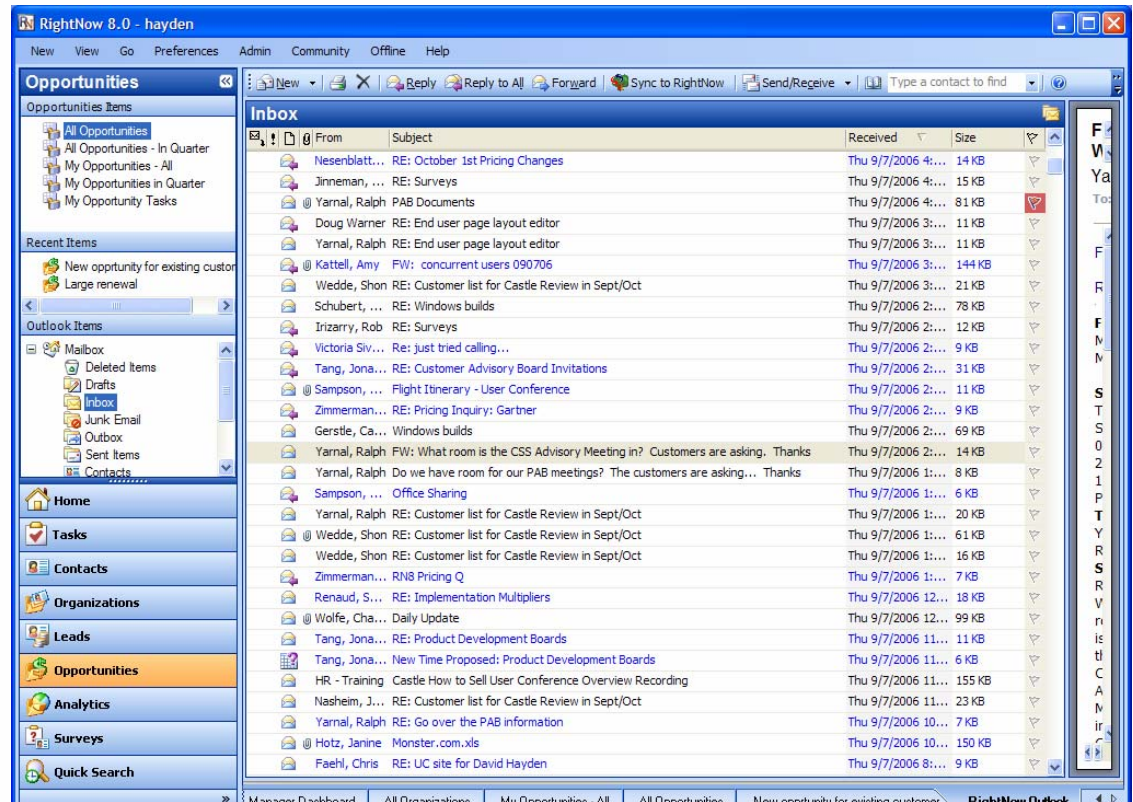 RightNow 8.0 - hayden
New View Go Preferences Admin Community Offline Help
Opportunities
Opportunities Items
All Opportunities
All Opportunities - In Quarter
My Opportunities - All
My Opportunities in Quarter
My Opportunity Tasks
Recent Items
New opprtunity for existing custor
Large renewal
Outlook Items
Mailbox
Deleted Items
Drafts
Inbox
Junk Email
Outbox
Sent Items
Contacts
Home
Tasks
Contacts
Organizations
Leads
Opportunities
Analytics
Surveys
Quick Search
New Reply Reply to All Forward Sync to RightNow Send/Receive Type a contact to find
Inbox
From Subject Received Size
Nesenblatt... RE: October 1st Pricing Changes Thu 9/7/2006 4:... 14 KB
Jinneman, ... RE: Surveys Thu 9/7/2006 4:... 15 KB
Yarnal, Ralph PAB Documents Thu 9/7/2006 4:... 81 KB
Doug Warner RE: End user page layout editor Thu 9/7/2006 3:... 11 KB
Yarnal, Ralph RE: End user page layout editor Thu 9/7/2006 3:... 11 KB
Kattell, Amy FW: concurrent users 090706 Thu 9/7/2006 3:... 144 KB
Wedde, Shon RE: Customer list for Castle Review in Sept/Oct Thu 9/7/2006 3:... 21 KB
Schubert, ... RE: Windows builds Thu 9/7/2006 2:... 78 KB
Irizarry, Rob RE: Surveys Thu 9/7/2006 2:... 12 KB
Victoria Siv... Re: just tried calling... Thu 9/7/2006 2:... 9 KB
Tang, Jona... RE: Customer Advisory Board Invitations Thu 9/7/2006 2:... 31 KB
Sampson, ... Flight Itinerary - User Conference Thu 9/7/2006 2:... 11 KB
Zimmerman... RE: Pricing Inquiry: Gartner Thu 9/7/2006 2:... 9 KB
Gerstle, Ca... Windows builds Thu 9/7/2006 2:... 69 KB
Yarnal, Ralph FW: What room is the CSS Advisory Meeting in? Customers are asking. Thanks Thu 9/7/2006 2:... 14 KB
Yarnal, Ralph Do we have room for our PAB meetings? The customers are asking... Thanks Thu 9/7/2006 1:... 8 KB
Sampson, ... Office Sharing Thu 9/7/2006 1:... 6 KB
Yarnal, Ralph RE: Customer list for Castle Review in Sept/Oct Thu 9/7/2006 1:... 20 KB
Wedde, Shon RE: Customer list for Castle Review in Sept/Oct Thu 9/7/2006 1:... 61 KB
Wedde, Shon RE: Customer list for Castle Review in Sept/Oct Thu 9/7/2006 1:... 16 KB
Zimmerman... RN8 Pricing Q Thu 9/7/2006 1:... 7 KB
Renaud, S... RE: Implementation Multipliers Thu 9/7/2006 12... 18 KB
Wolfe, Cha... Daily Update Thu 9/7/2006 12... 99 KB
Tang, Jona... RE: Product Development Boards Thu 9/7/2006 11... 11 KB
Tang, Jona... New Time Proposed: Product Development Boards Thu 9/7/2006 11... 6 KB
HR - Training Castle How to Sell User Conference Overview Recording Thu 9/7/2006 11... 155 KB
Nasheim, J... RE: Customer list for Castle Review in Sept/Oct Thu 9/7/2006 11... 23 KB
Yarnal, Ralph RE: Go over the PAB information Thu 9/7/2006 10... 7 KB
Hotz, Janine Monster.com.xls Thu 9/7/2006 10... 150 KB
Faehl, Chris RE: UC site for David Hayden Thu 9/7/2006 8:... 9 KB
Ya
To:
Manager Dashboard All Organizations My Opportunities - All All Opportunities New opprtunity for existing customer RightNow Outlook